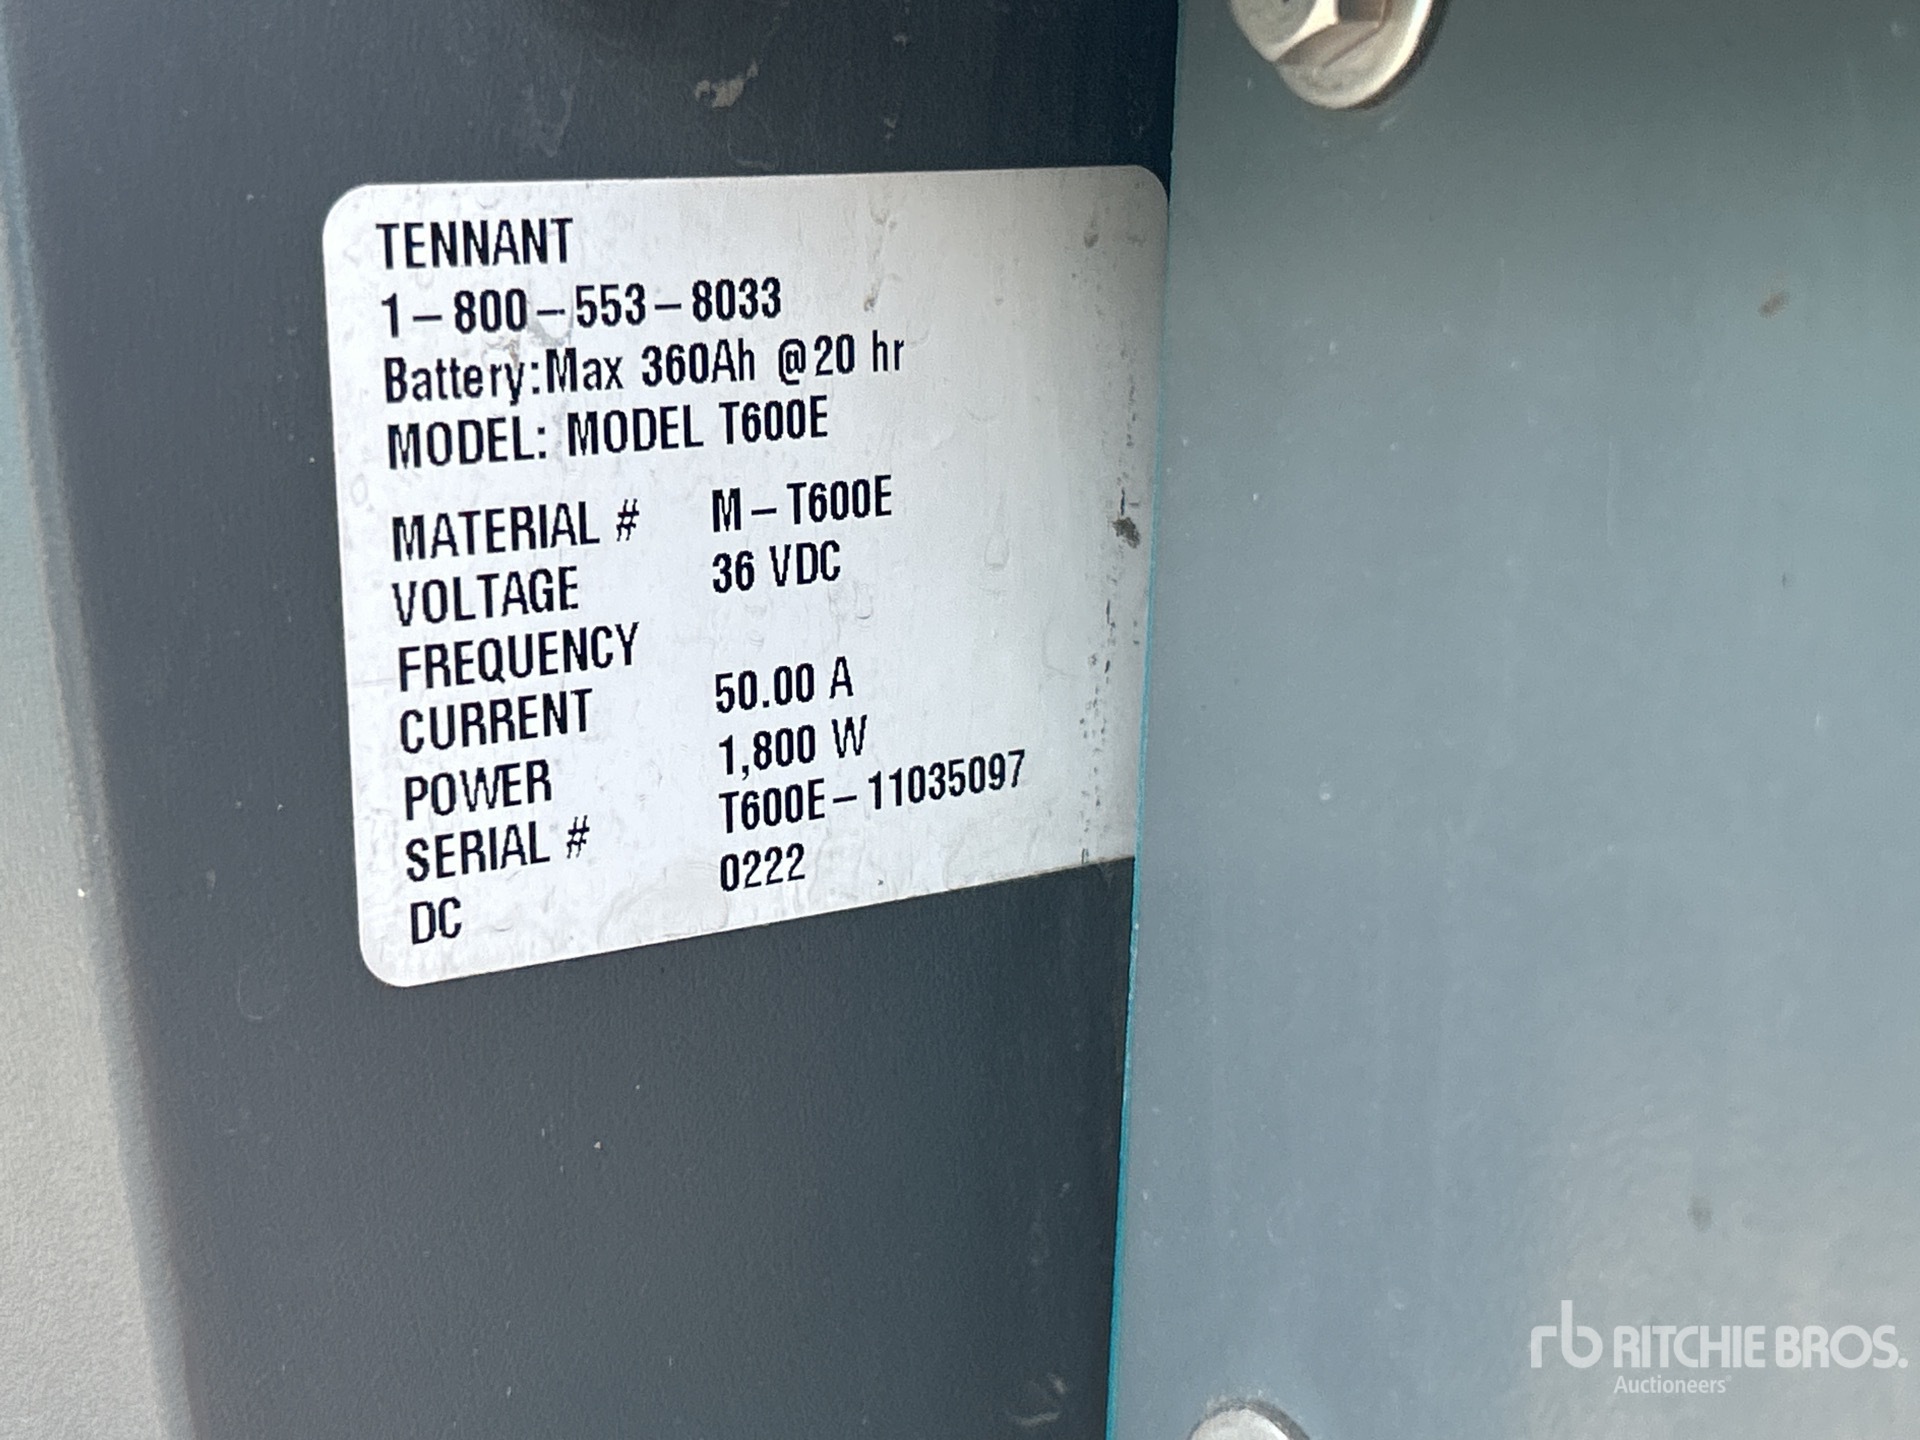 TENNANT
1-800-553-8033
Battery:Max 360Ah @20 hr
MODEL: MODEL T600E
MATERIAL # M-T600E
VOLTAGE 36 VDC
FREQUENCY
CURRENT 50.00 A
POWER 1,800 W
SERIAL # T600E-11035097
DC 0222
rb RITCHIE BROS.
Auctioneers